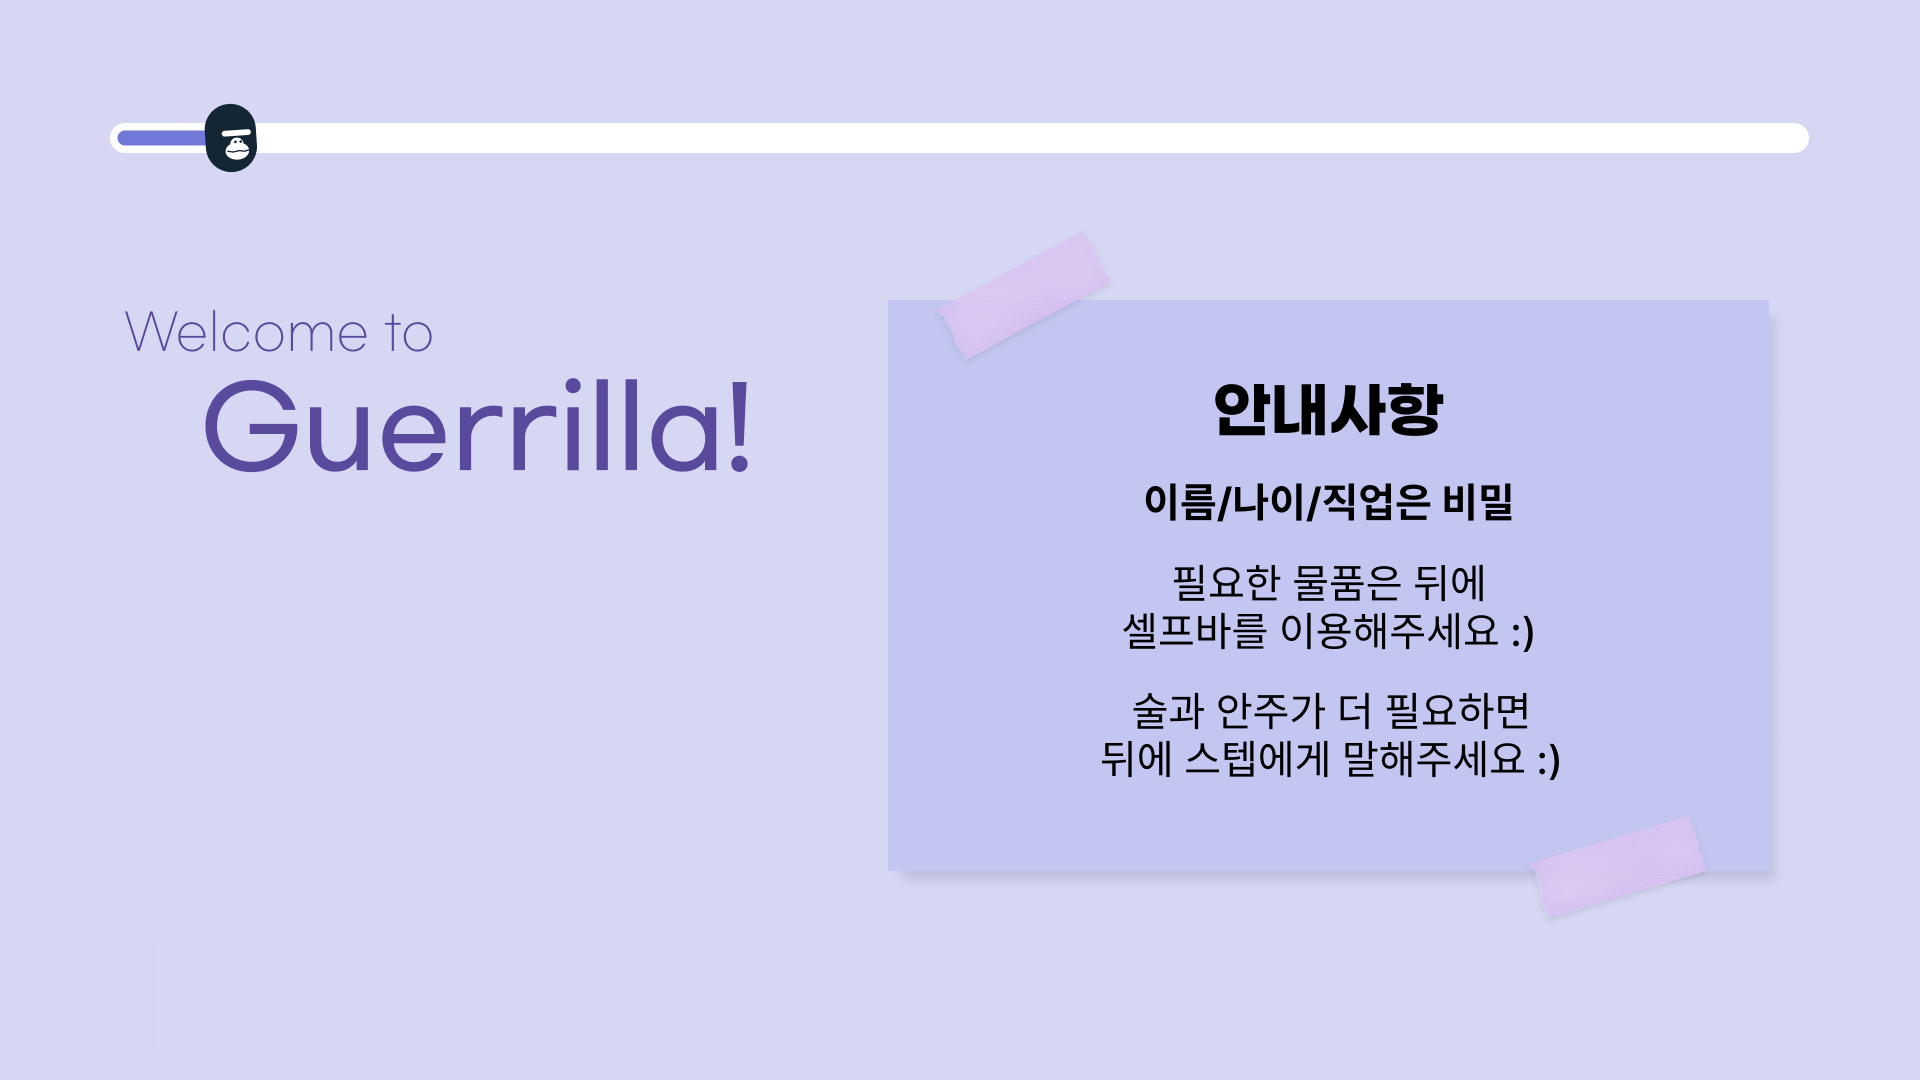 Welcome to
Guerrilla!
안내사항
이름/나이/직업은 비밀
필요한 물품은 뒤에
셀프바를 이용해주세요 :)
술과 안주가 더 필요하면
뒤에 스텝에게 말해주세요 :)